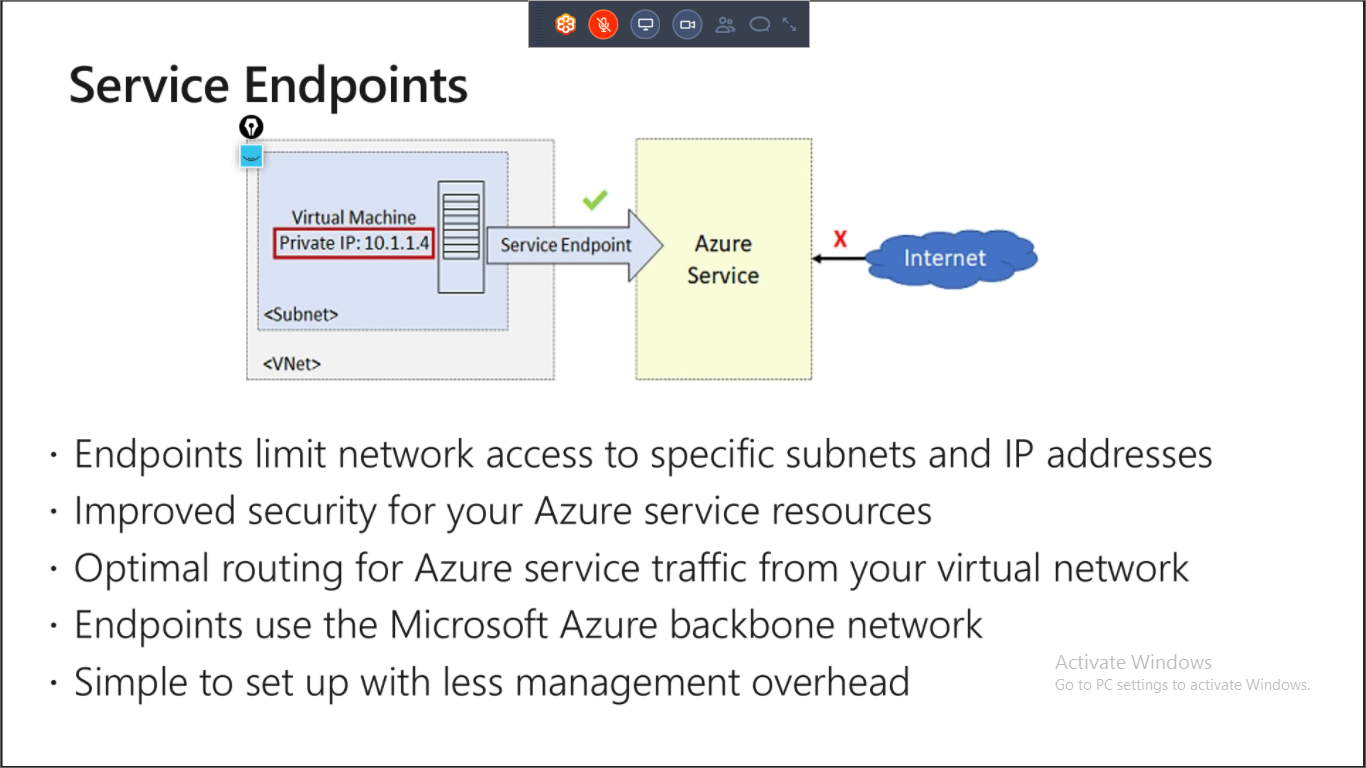 Service Endpoints
Virtual Machine
Private IP: 10.1.1.4
<Subnet>
<VNet>
Service Endpoint
Azure
Service
X
Internet
· Endpoints limit network access to specific subnets and IP addresses
· Improved security for your Azure service resources
· Optimal routing for Azure service traffic from your virtual network
· Endpoints use the Microsoft Azure backbone network
· Simple to set up with less management overhead
Activate Windows
Go to PC settings to activate Windows.